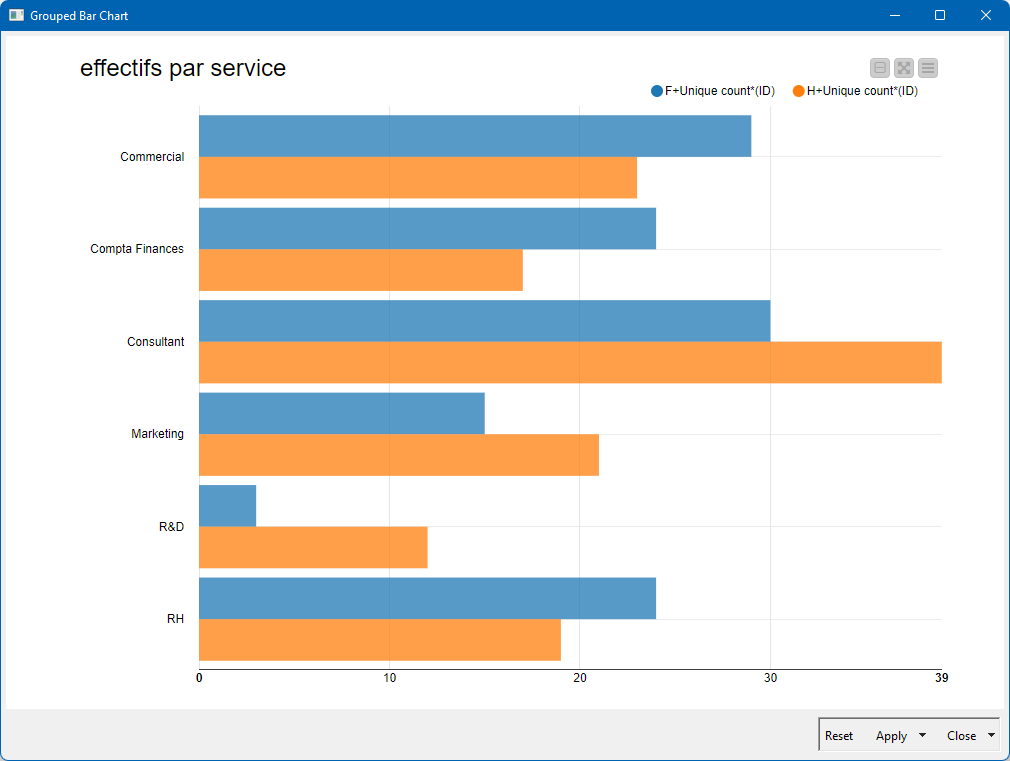 Grouped Bar Chart
effectifs par service
F+Unique count*(ID) H+Unique count*(ID)
Commercial
Compta Finances
Consultant
Marketing
R&D
RH
0 10 20 30 39
Reset Apply Close